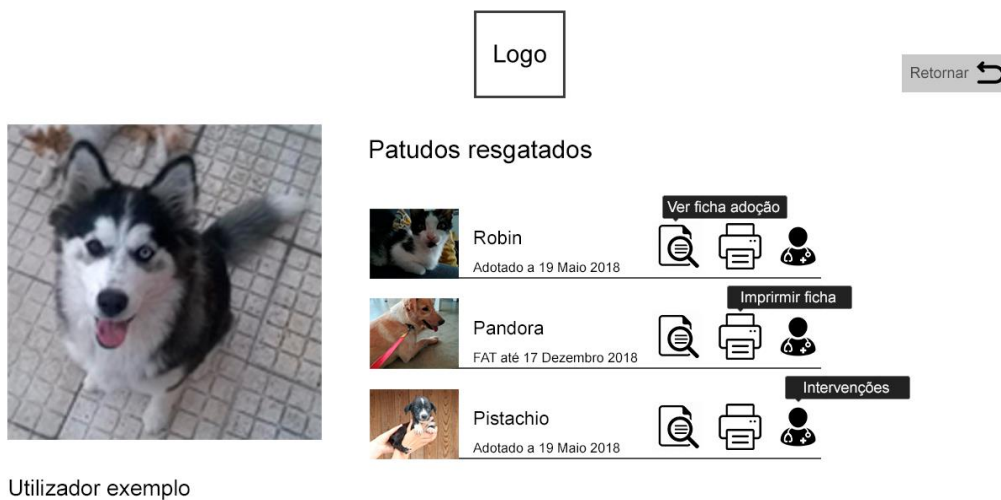 Logo
Retornar
Patudos resgatados
Ver ficha adoção
Robin
Adotado a 19 Maio 2018
Imprirmir ficha
Pandora
FAT até 17 Dezembro 2018
Intervenções
Pistachio
Adotado a 19 Maio 2018
Utilizador exemplo